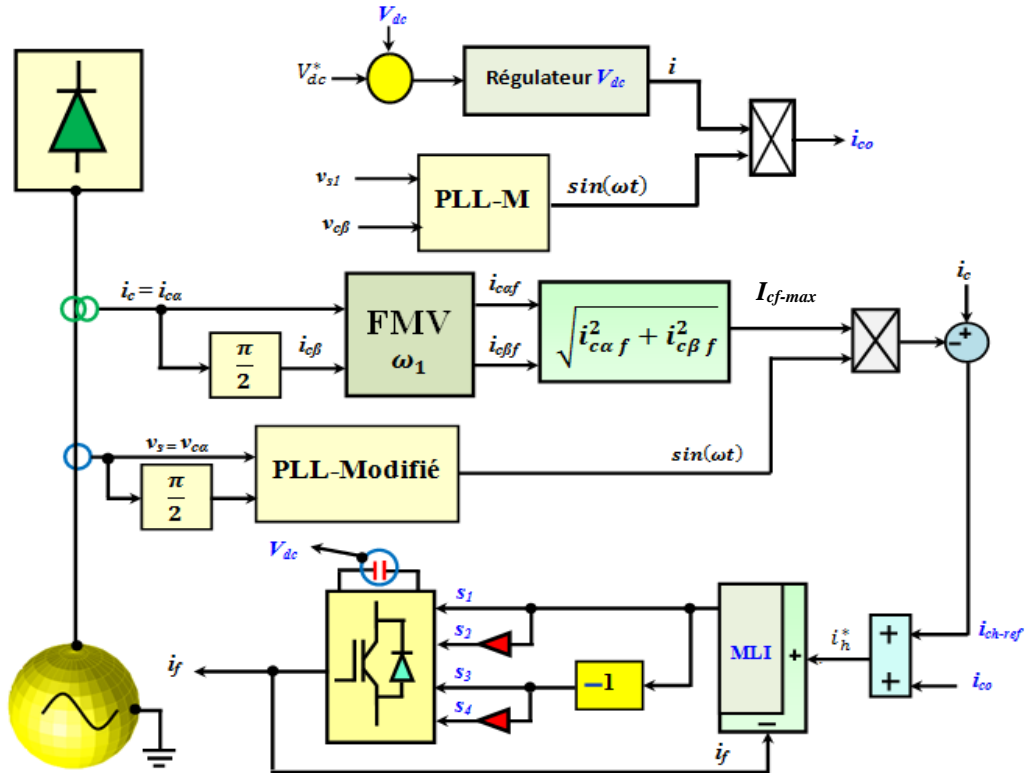 V_dc
V*_dc
Régulateur V_dc
i
i_co
v_s1
v_cβ
PLL-M
sin(ωt)
i_c = i_cα
i_cβ
π/2
FMV
ω₁
i_cαf
i_cβf
√(i²_cαf + i²_cβf)
I_cf-max
i_c
-
+
v_s = v_cα
π/2
PLL-Modifié
sin(ωt)
V_dc
i_f
s₁
s₂
s₃
s₄
-1
MLI
+
-
i_f
i*_h
+
+
i_ch-ref
i_co